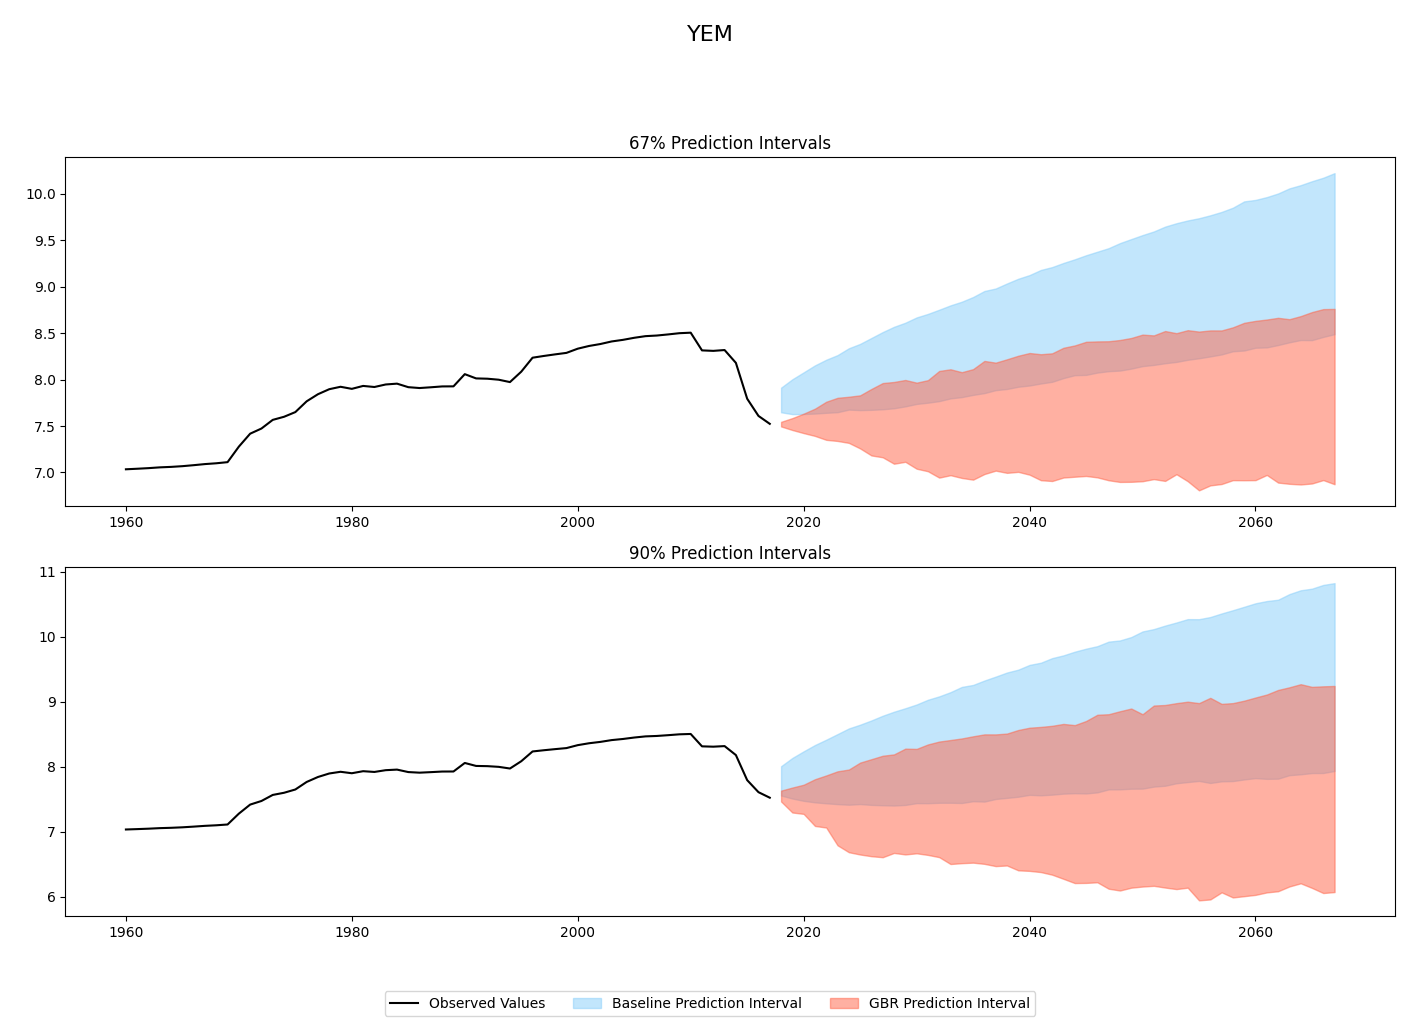 YEM
67% Prediction Intervals
10.0
9.5
9.0
8.5
8.0
7.5
7.0
1960 1980 2000 2020 2040 2060
90% Prediction Intervals
11
10
9
8
7
6
1960 1980 2000 2020 2040 2060
Observed Values Baseline Prediction Interval GBR Prediction Interval